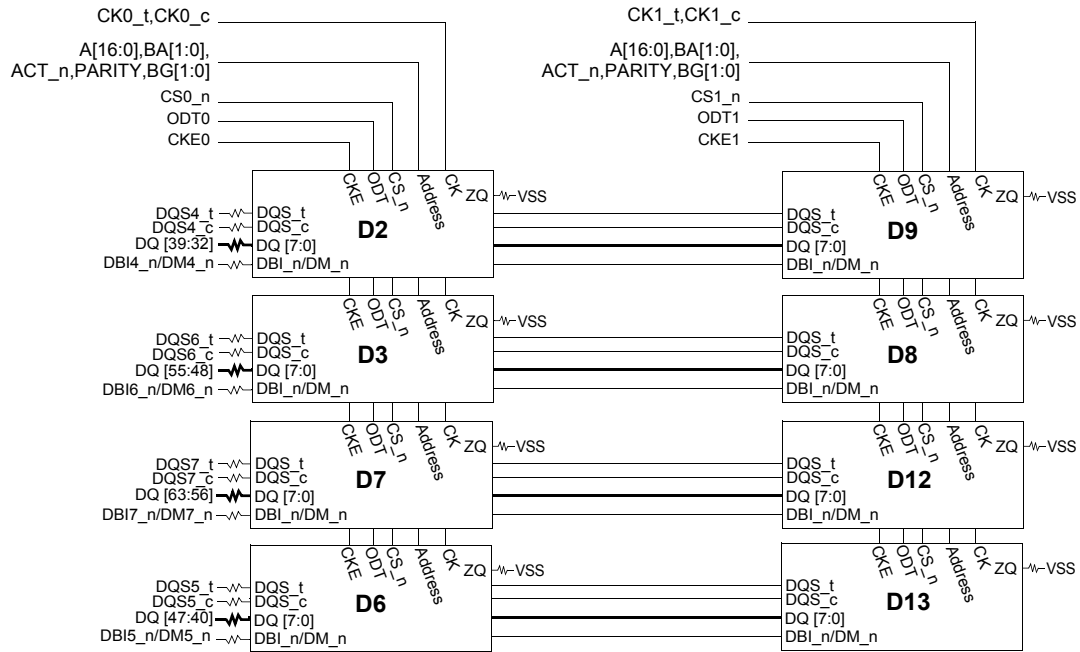 CK0_t,CK0_c
A[16:0],BA[1:0],
ACT_n,PARITY,BG[1:0]
CS0_n
ODT0
CKE0
CK1_t,CK1_c
A[16:0],BA[1:0],
ACT_n,PARITY,BG[1:0]
CS1_n
ODT1
CKE1
CKE
ODT
CS_n
Address
CK
ZQ
VSS
DQS4_t
DQS4_c
DQ [39:32]
DBI4_n/DM4_n
DQS_t
DQS_c
DQ [7:0]
DBI_n/DM_n
D2
CKE
ODT
CS_n
Address
CK
ZQ
VSS
DQS_t
DQS_c
DQ [7:0]
DBI_n/DM_n
D9
CKE
ODT
CS_n
Address
CK
ZQ
VSS
DQS6_t
DQS6_c
DQ [55:48]
DBI6_n/DM6_n
DQS_t
DQS_c
DQ [7:0]
DBI_n/DM_n
D3
CKE
ODT
CS_n
Address
CK
ZQ
VSS
DQS_t
DQS_c
DQ [7:0]
DBI_n/DM_n
D8
CKE
ODT
CS_n
Address
CK
ZQ
VSS
DQS7_t
DQS7_c
DQ [63:56]
DBI7_n/DM7_n
DQS_t
DQS_c
DQ [7:0]
DBI_n/DM_n
D7
CKE
ODT
CS_n
Address
CK
ZQ
VSS
DQS_t
DQS_c
DQ [7:0]
DBI_n/DM_n
D12
CKE
ODT
CS_n
Address
CK
ZQ
VSS
DQS5_t
DQS5_c
DQ [47:40]
DBI5_n/DM5_n
DQS_t
DQS_c
DQ [7:0]
DBI_n/DM_n
D6
CKE
ODT
CS_n
Address
CK
ZQ
VSS
DQS_t
DQS_c
DQ [7:0]
DBI_n/DM_n
D13